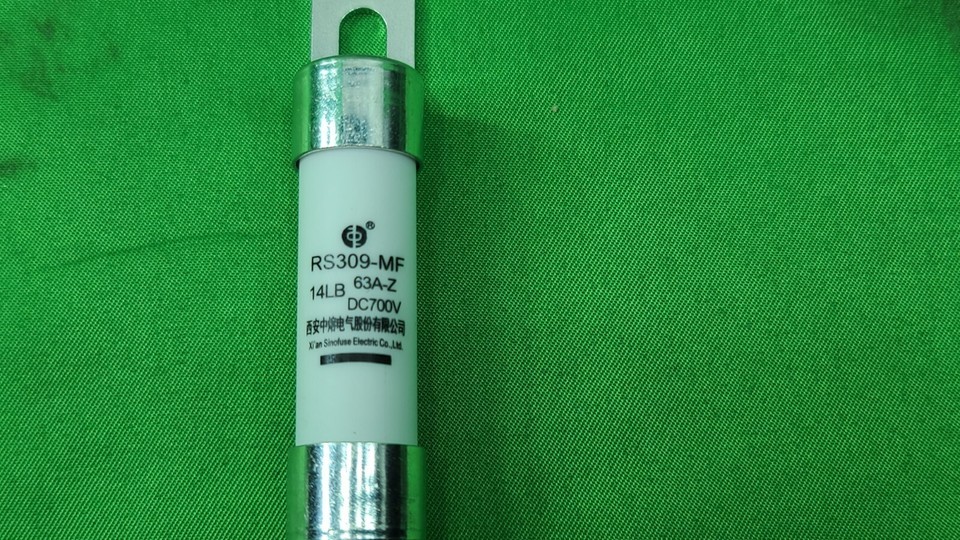 ®
RS309-MF
14LB 63A-Z
DC700V
西安中熔电气股份有限公司
Xi'an Sinofuse Electric Co.,Ltd.